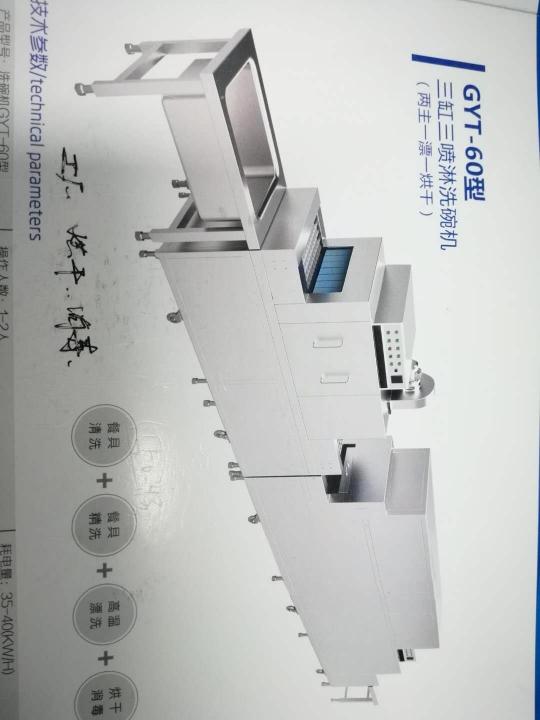 GYT-60型
三缸三喷淋洗碗机
（两主一漂一烘干）
工厂 烘干、消毒、
餐具清洗 + 餐具精洗 + 高温漂洗 + 烘干消毒
技术参数/technical parameters
产品型号: 洗碗机GYT-60型
操作人数: 1-2人
耗电量: 35-40(KW/H)